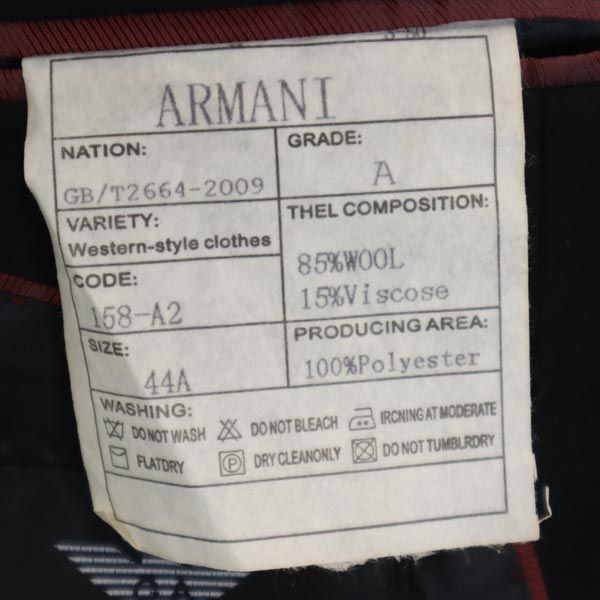 ARMANI
NATION:
GB/T2664-2009
GRADE:
A
VARIETY:
Western-style clothes
THEL COMPOSITION:
85%WOOL
15%Viscose
CODE:
158-A2
SIZE:
44A
PRODUCING AREA:
100%Polyester
WASHING:
DO NOT WASH DO NOT BLEACH IRCNING AT MODERATE
FLATDRY P DRY CLEANONLY DO NOT TUMBLRDRY